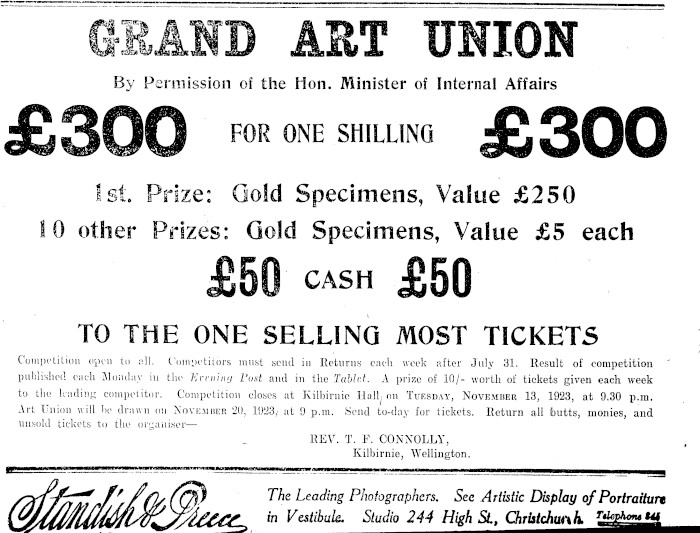 GRAND ART UNION
By Permission of the Hon. Minister of Internal Affairs
£300 FOR ONE SHILLING £300
1st. Prize: Gold Specimens, Value £250
10 other Prizes: Gold Specimens, Value £5 each
£50 CASH £50
TO THE ONE SELLING MOST TICKETS
Competition open to all. Competitors must send in Returns each week after July 31. Result of competition
published each Monday in the Evening Post and in the Tablet. A prize of 10/- worth of tickets given each week
to the leading competitor. Competition closes at Kilbirnie Hall, on TUESDAY, NOVEMBER 13, 1923, at 9.30 p.m.
Art Union will be drawn on NOVEMBER 20, 1923, at 9 p.m. Send to-day for tickets. Return all butts, monies, and
unsold tickets to the organiser—
REV. T. F. CONNOLLY,
Kilbirnie, Wellington.
Standish & Preece
The Leading Photographers. See Artistic Display of Portraiture
in Vestibule. Studio 244 High St., Christchurch. Telephone